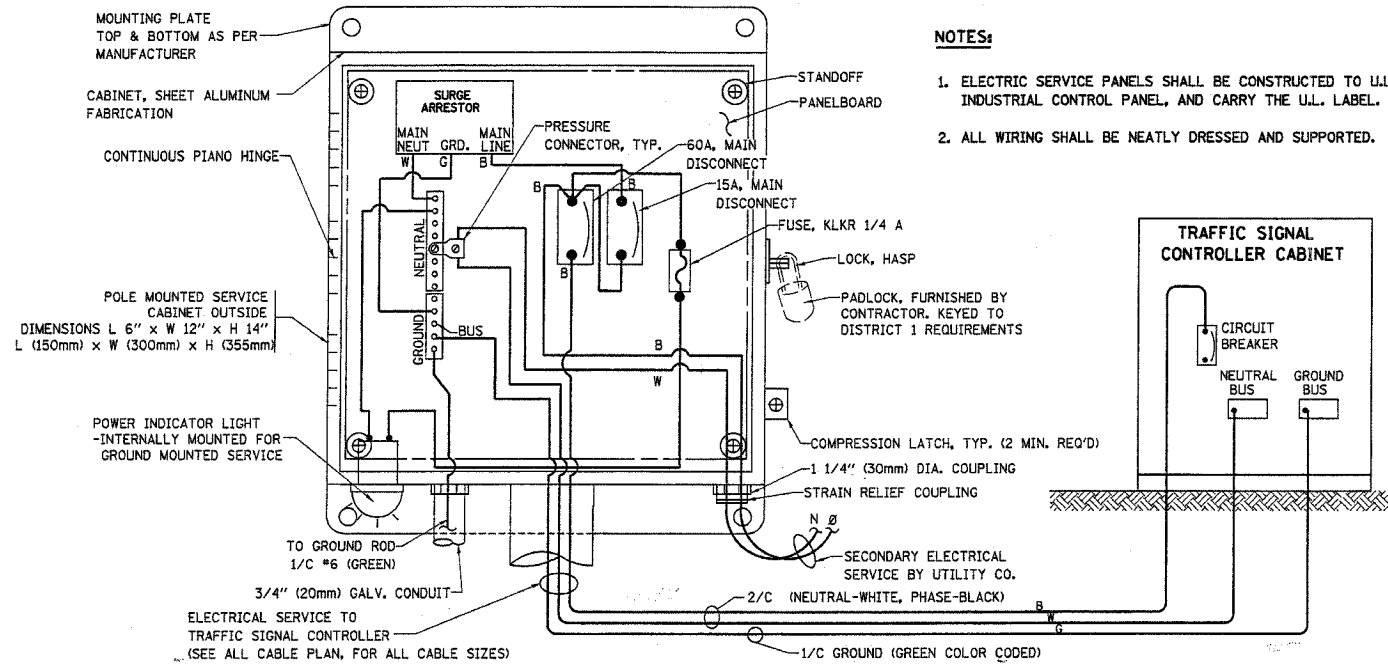 MOUNTING PLATE
TOP & BOTTOM AS PER
MANUFACTURER
CABINET, SHEET ALUMINUM
FABRICATION
CONTINUOUS PIANO HINGE
POLE MOUNTED SERVICE
CABINET OUTSIDE
DIMENSIONS L 6" x W 12" x H 14"
L (150mm) x W (300mm) x H (355mm)
POWER INDICATOR LIGHT
-INTERNALLY MOUNTED FOR
GROUND MOUNTED SERVICE
TO GROUND ROD
1/C #6 (GREEN)
3/4" (20mm) GALV. CONDUIT
ELECTRICAL SERVICE TO
TRAFFIC SIGNAL CONTROLLER
(SEE ALL CABLE PLAN, FOR ALL CABLE SIZES)
SURGE
ARRESTOR
MAIN
NEUT
GRD.
MAIN
LINE
W
G
B
PRESSURE
CONNECTOR, TYP.
60A, MAIN
DISCONNECT
15A, MAIN
DISCONNECT
B
B
B
NEUTRAL
GROUND
BUS
B
W
STANDOFF
PANELBOARD
FUSE, KLKR 1/4 A
LOCK, HASP
PADLOCK, FURNISHED BY
CONTRACTOR. KEYED TO
DISTRICT 1 REQUIREMENTS
COMPRESSION LATCH, TYP. (2 MIN. REQ'D)
1 1/4" (30mm) DIA. COUPLING
STRAIN RELIEF COUPLING
N Ø
SECONDARY ELECTRICAL
SERVICE BY UTILITY CO.
2/C (NEUTRAL-WHITE, PHASE-BLACK)
B
W
G
1/C GROUND (GREEN COLOR CODED)
NOTES:
1. ELECTRIC SERVICE PANELS SHALL BE CONSTRUCTED TO U.L
INDUSTRIAL CONTROL PANEL, AND CARRY THE U.L. LABEL.
2. ALL WIRING SHALL BE NEATLY DRESSED AND SUPPORTED.
TRAFFIC SIGNAL
CONTROLLER CABINET
CIRCUIT
BREAKER
NEUTRAL
BUS
GROUND
BUS